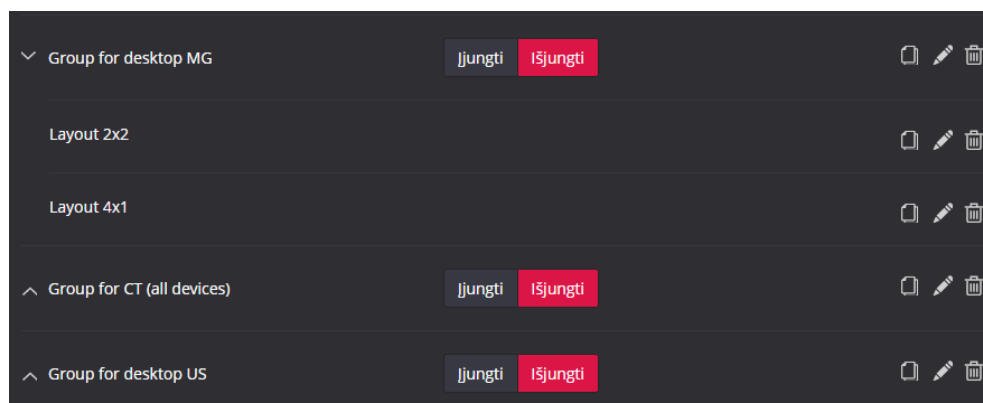 Group for desktop MG Įjungti Išjungti
Layout 2x2
Layout 4x1
Group for CT (all devices) Įjungti Išjungti
Group for desktop US Įjungti Išjungti